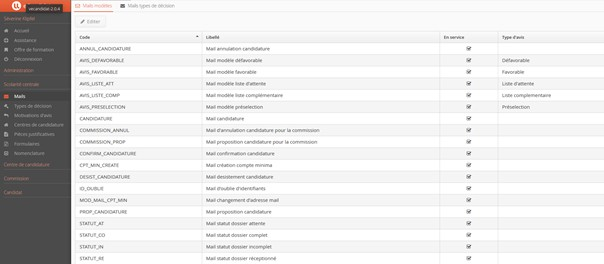 ecandidat-2.0-6
Mails modèles
Mails types de décision
Editer
Accueil
Assistance
Offre de formation
Déconnexion
Administration
Scolarité centrale
Mails
Types de décision
Motivations d'avis
Centres de candidature
Pièces justificatives
Formulaires
Nomenclature
Centre de candidature
Commission
Candidat
Code Libellé En service Type d'avis
ANNUL_CANDIDATURE Mail annulation candidature
AVIS_DEFAVORABLE Mail modèle défavorable Défavorable
AVIS_FAVORABLE Mail modèle favorable Favorable
AVIS_LISTE_ATT Mail modèle liste d'attente Liste d'attente
AVIS_LISTE_COMP Mail modèle liste complémentaire Liste complementaire
AVIS_PRESELECTION Mail modèle préselection Préselection
CANDIDATURE Mail candidature
COMMISSION_ANNUL Mail d'annulation candidature pour la commission
COMMISSION_PROP Mail proposition candidature pour la commission
CONFIRM_CANDIDATURE Mail confirmation candidature
CPT_MIN_CREATE Mail création compte minima
DESIST_CANDIDATURE Mail desistement candidature
ID_OUBLIE Mail d'oublie d'identifiants
MOD_MAIL_CPT_MIN Mail changement d'adresse mail
PROP_CANDIDATURE Mail proposition candidature
STATUT_AT Mail statut dossier attente
STATUT_CO Mail statut dossier complet
STATUT_IN Mail statut dossier incomplet
STATUT_RE Mail statut dossier réceptionné